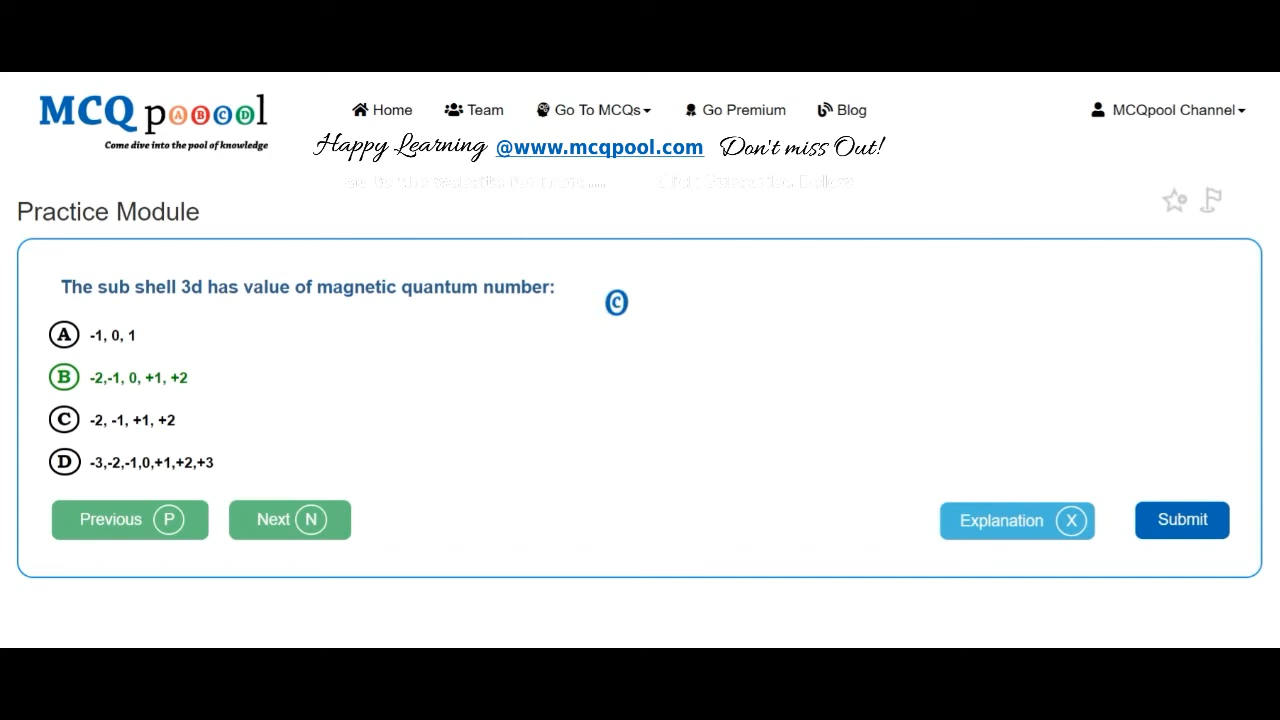 MCQ pABCDl
Come dive into the pool of knowledge
Home Team Go To MCQs Go Premium Blog MCQpool Channel
Happy Learning @www.mcqpool.com Don't miss Out!
Practice Module
The sub shell 3d has value of magnetic quantum number:
C
A -1, 0, 1
B -2,-1, 0, +1, +2
C -2, -1, +1, +2
D -3,-2,-1,0,+1,+2,+3
Previous P Next N Explanation X Submit